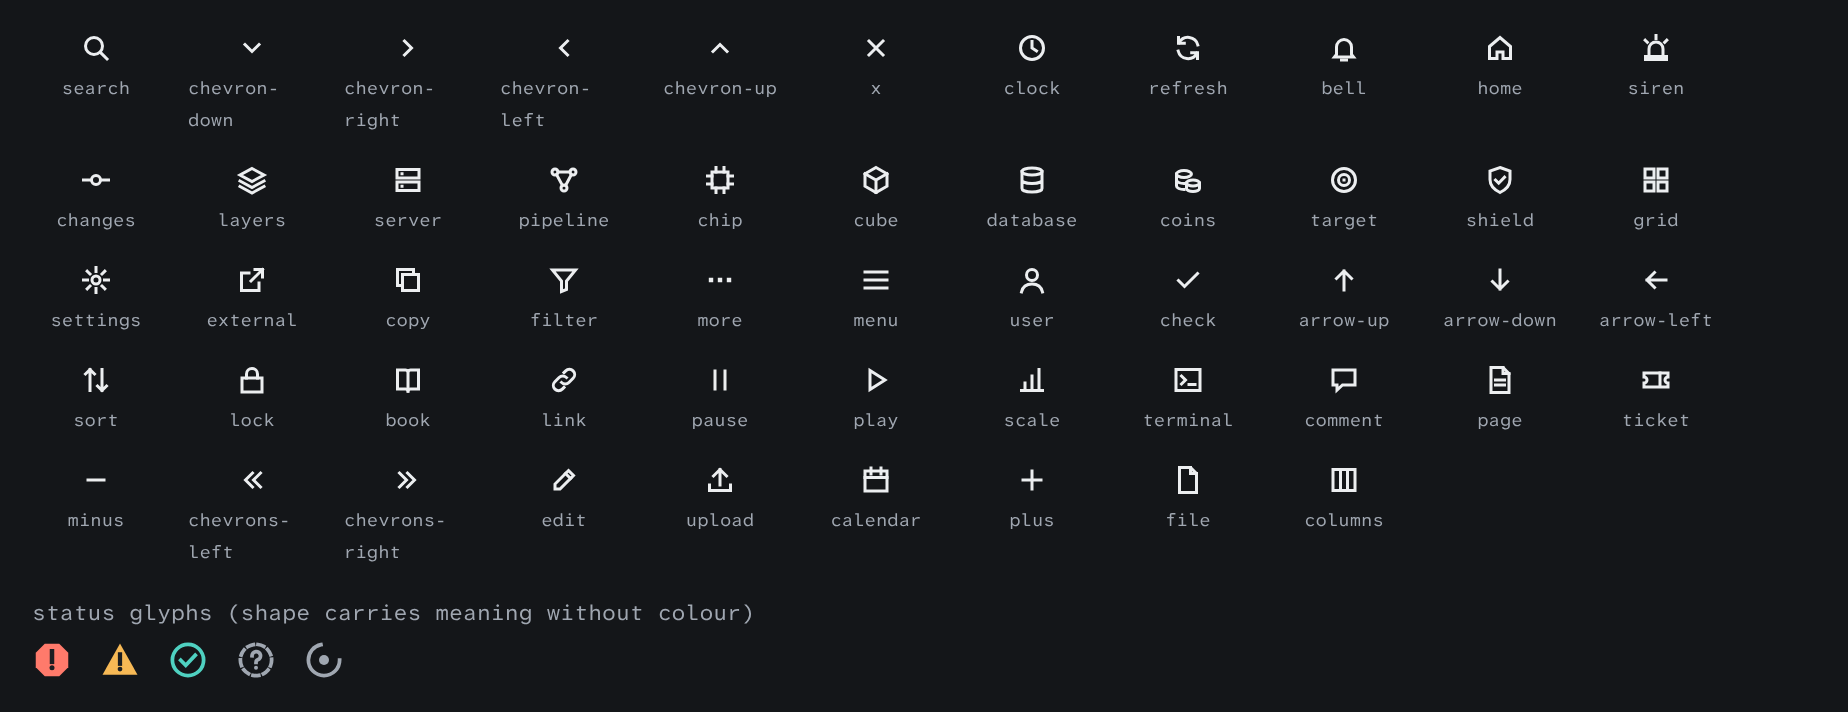 search
chevron-
down
chevron-
right
chevron-
left
chevron-up
x
clock
refresh
bell
home
siren
changes
layers
server
pipeline
chip
cube
database
coins
target
shield
grid
settings
external
copy
filter
more
menu
user
check
arrow-up
arrow-down
arrow-left
sort
lock
book
link
pause
play
scale
terminal
comment
page
ticket
minus
chevrons-
left
chevrons-
right
edit
upload
calendar
plus
file
columns
status glyphs (shape carries meaning without colour)